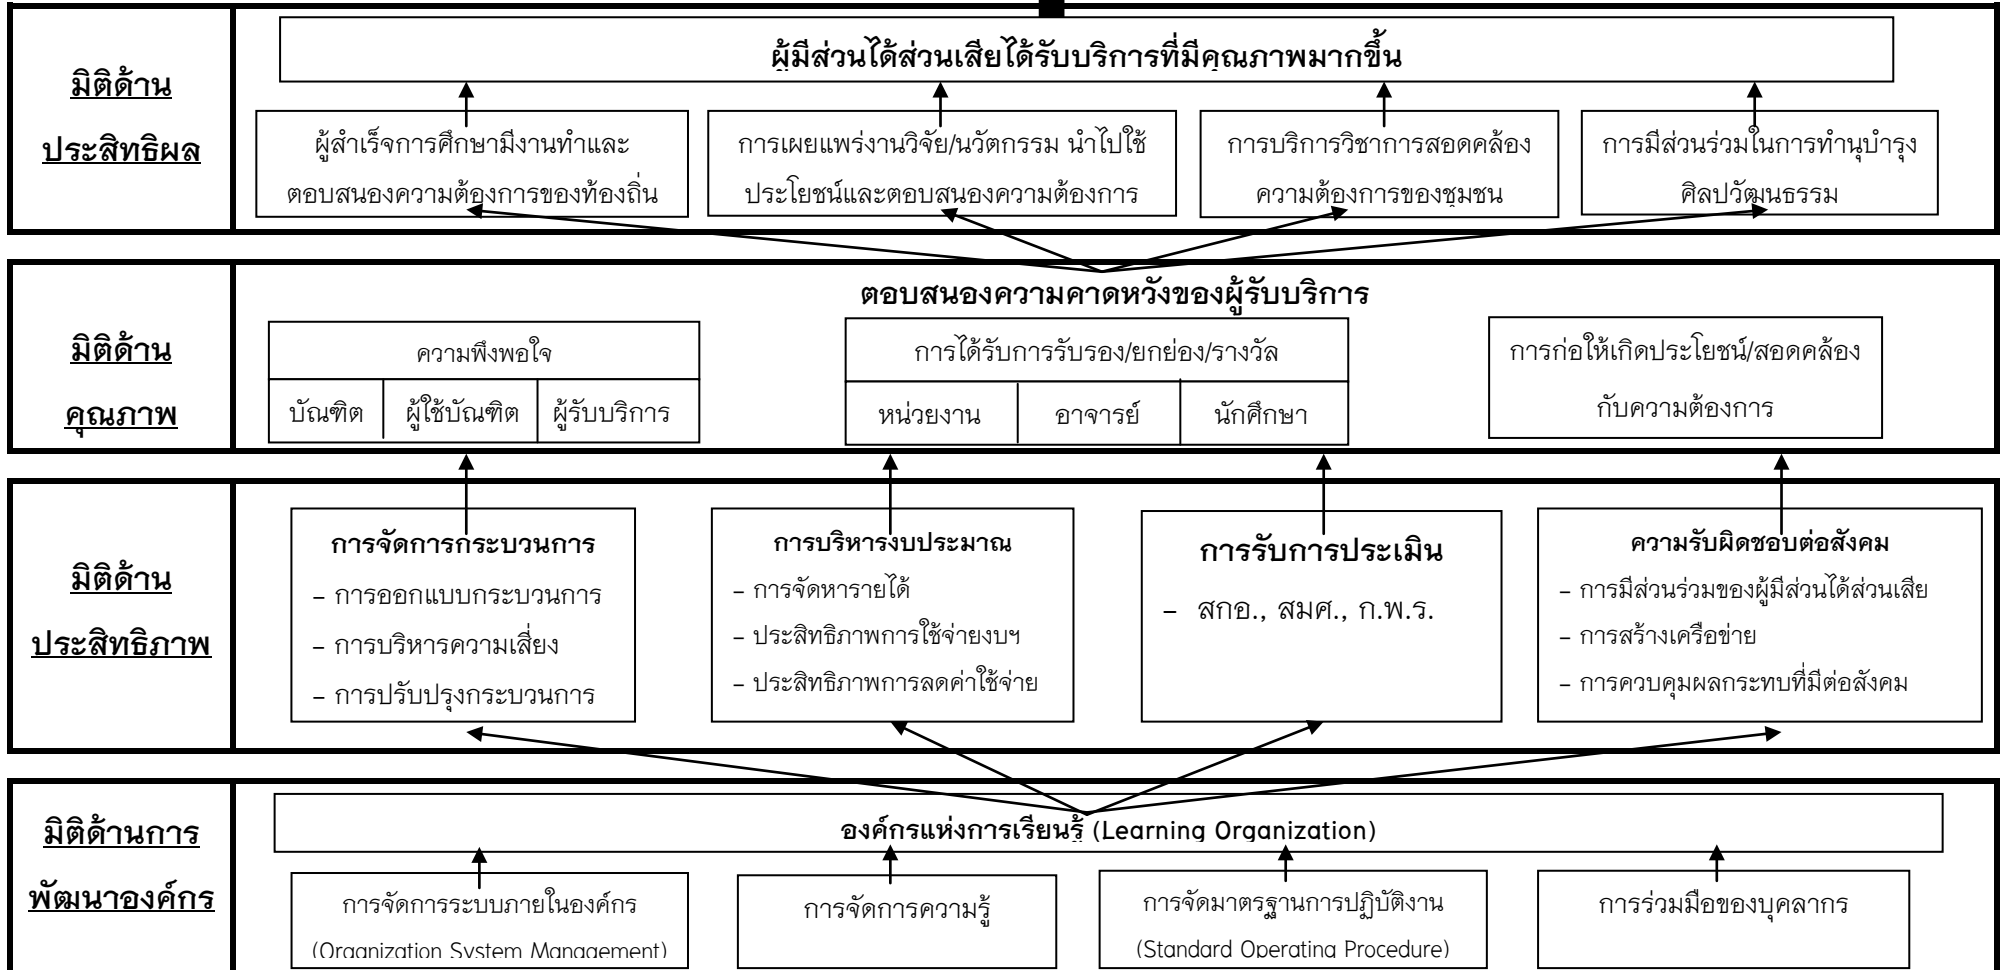 ผู้มีส่วนได้ส่วนเสียได้รับบริการที่มีคุณภาพมากขึ้น
มิติด้าน
ประสิทธิผล
ผู้สำเร็จการศึกษามีงานทำและ
ตอบสนองความต้องการของท้องถิ่น
การเผยแพร่งานวิจัย/นวัตกรรม นำไปใช้
ประโยชน์และตอบสนองความต้องการ
การบริการวิชาการสอดคล้อง
ความต้องการของชุมชน
การมีส่วนร่วมในการทำนุบำรุง
ศิลปวัฒนธรรม
ตอบสนองความคาดหวังของผู้รับบริการ
มิติด้าน
คุณภาพ
ความพึงพอใจ
บัณฑิต
ผู้ใช้บัณฑิต
ผู้รับบริการ
การได้รับการรับรอง/ยกย่อง/รางวัล
หน่วยงาน
อาจารย์
นักศึกษา
การก่อให้เกิดประโยชน์/สอดคล้อง
กับความต้องการ
มิติด้าน
ประสิทธิภาพ
การจัดการกระบวนการ
– การออกแบบกระบวนการ
– การบริหารความเสี่ยง
– การปรับปรุงกระบวนการ
การบริหารงบประมาณ
– การจัดหารายได้
– ประสิทธิภาพการใช้จ่ายงบฯ
– ประสิทธิภาพการลดค่าใช้จ่าย
การรับการประเมิน
– สกอ., สมศ., ก.พ.ร.
ความรับผิดชอบต่อสังคม
– การมีส่วนร่วมของผู้มีส่วนได้ส่วนเสีย
– การสร้างเครือข่าย
– การควบคุมผลกระทบที่มีต่อสังคม
มิติด้านการ
พัฒนาองค์กร
องค์กรแห่งการเรียนรู้ (Learning Organization)
การจัดการระบบภายในองค์กร
(Organization System Management)
การจัดการความรู้
การจัดมาตรฐานการปฏิบัติงาน
(Standard Operating Procedure)
การร่วมมือของบุคลากร